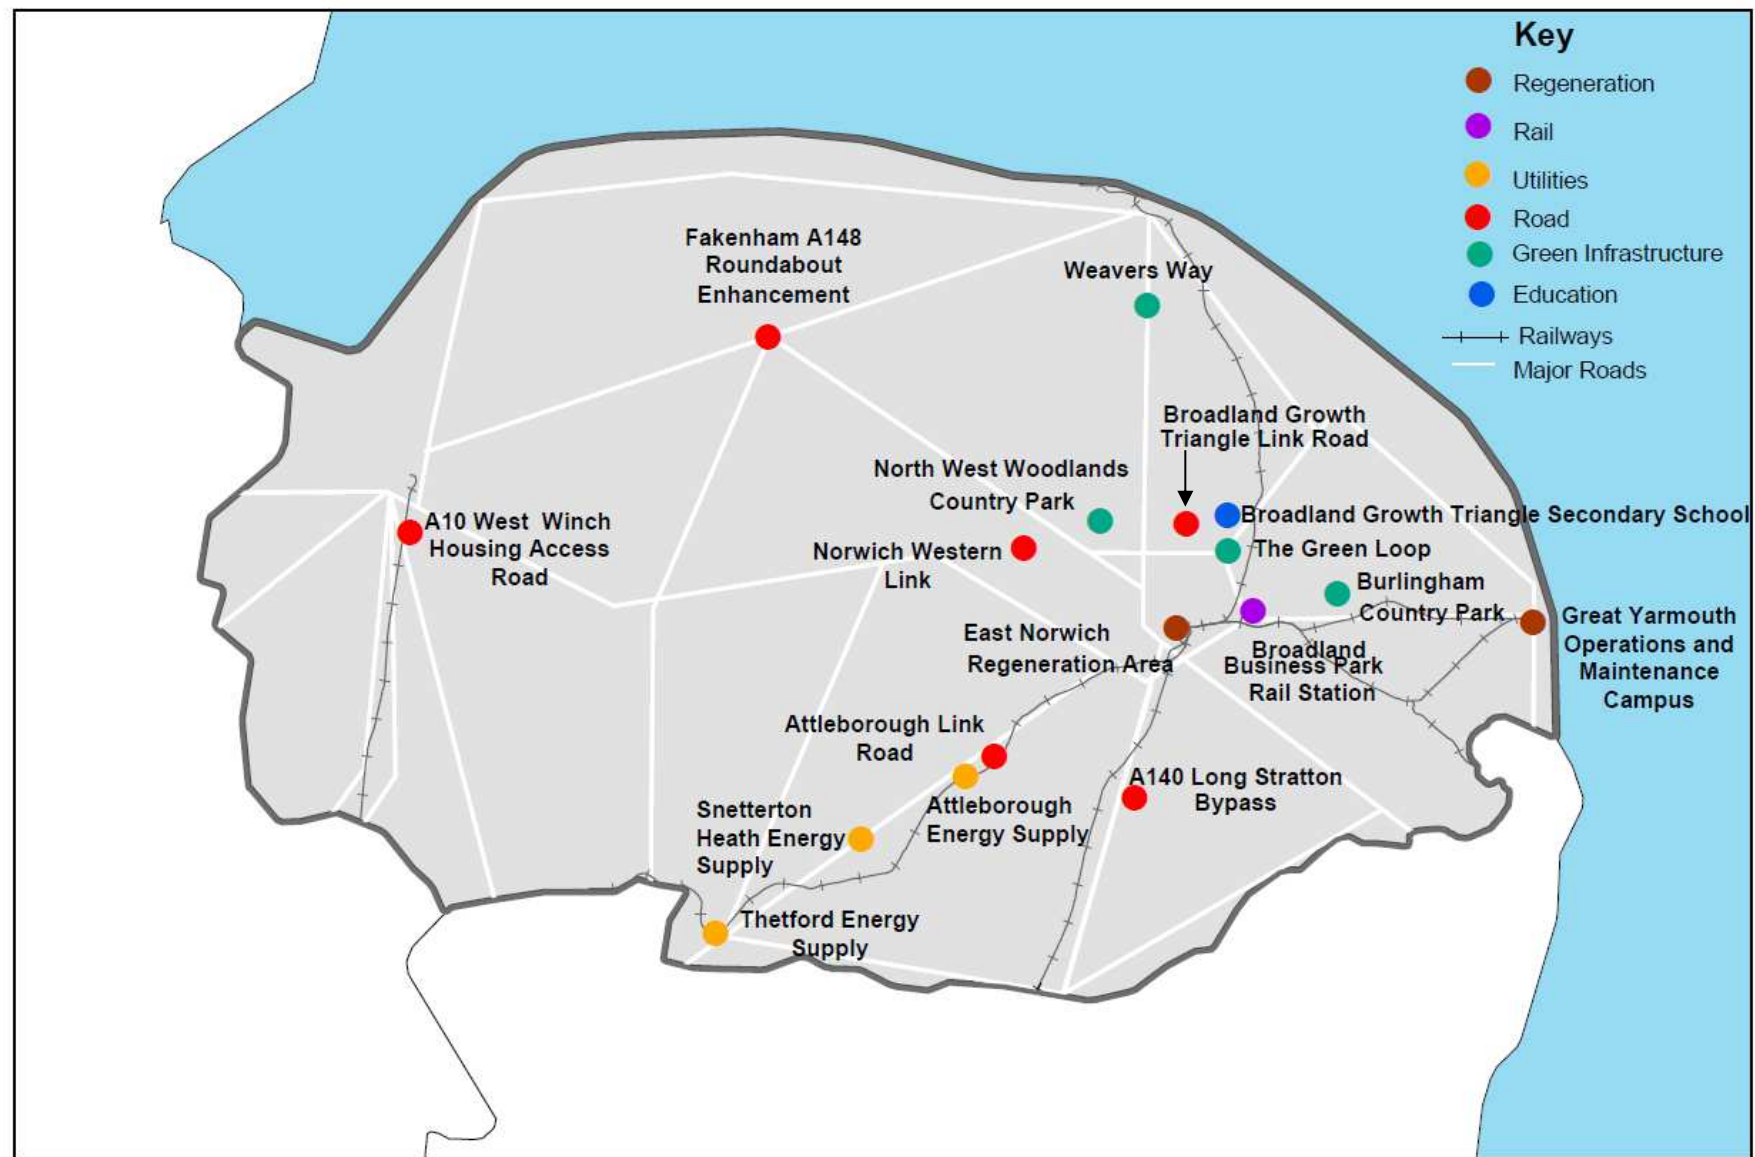 Key
Regeneration
Rail
Utilities
Road
Green Infrastructure
Education
Railways
Major Roads
Fakenham A148
Roundabout
Enhancement
Weavers Way
Broadland Growth
Triangle Link Road
North West Woodlands
Country Park
A10 West Winch
Housing Access
Road
Broadland Growth Triangle Secondary School
Norwich Western
Link
The Green Loop
Burlingham
Country Park
Great Yarmouth
Operations and
Maintenance
Campus
East Norwich
Regeneration Area
Broadland
Business Park
Rail Station
Attleborough Link
Road
A140 Long Stratton
Bypass
Attleborough
Energy Supply
Snetterton
Heath Energy
Supply
Thetford Energy
Supply